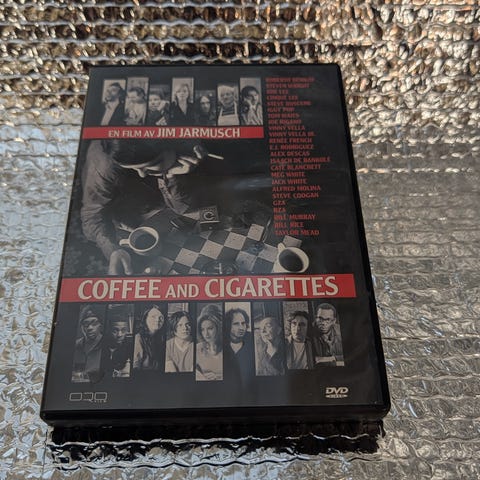 EN FILM AV JIM JARMUSCH
ROBERTO BENIGNI
STEVEN WRIGHT
JOIE LEE
CINQUÉ LEE
STEVE BUSCEMI
IGGY POP
TOM WAITS
JOE RIGANO
VINNY VELLA
VINNY VELLA JR.
RENÉE FRENCH
E.J. RODRIGUEZ
ALEX DESCAS
ISAACH DE BANKOLÉ
CATE BLANCHETT
MEG WHITE
JACK WHITE
ALFRED MOLINA
STEVE COOGAN
GZA
RZA
BILL MURRAY
BILL RICE
TAYLOR MEAD
COFFEE AND CIGARETTES
DVD
VIDEO